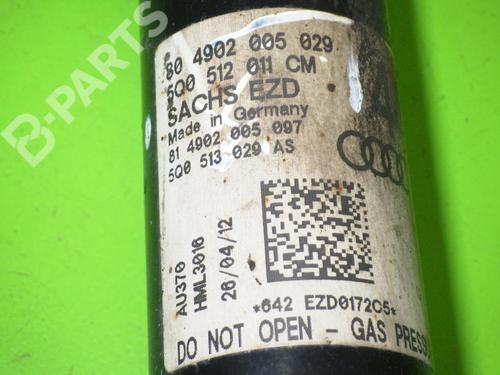 80 4902 005 029
5Q0 512 011 CM
SACHS EZD
Made in Germany
81 4902 005 097
5Q0 513 029 AS
AU370
HML3016
26/04/12
*642 EZD0172C5*
DO NOT OPEN - GAS
B-PARTS